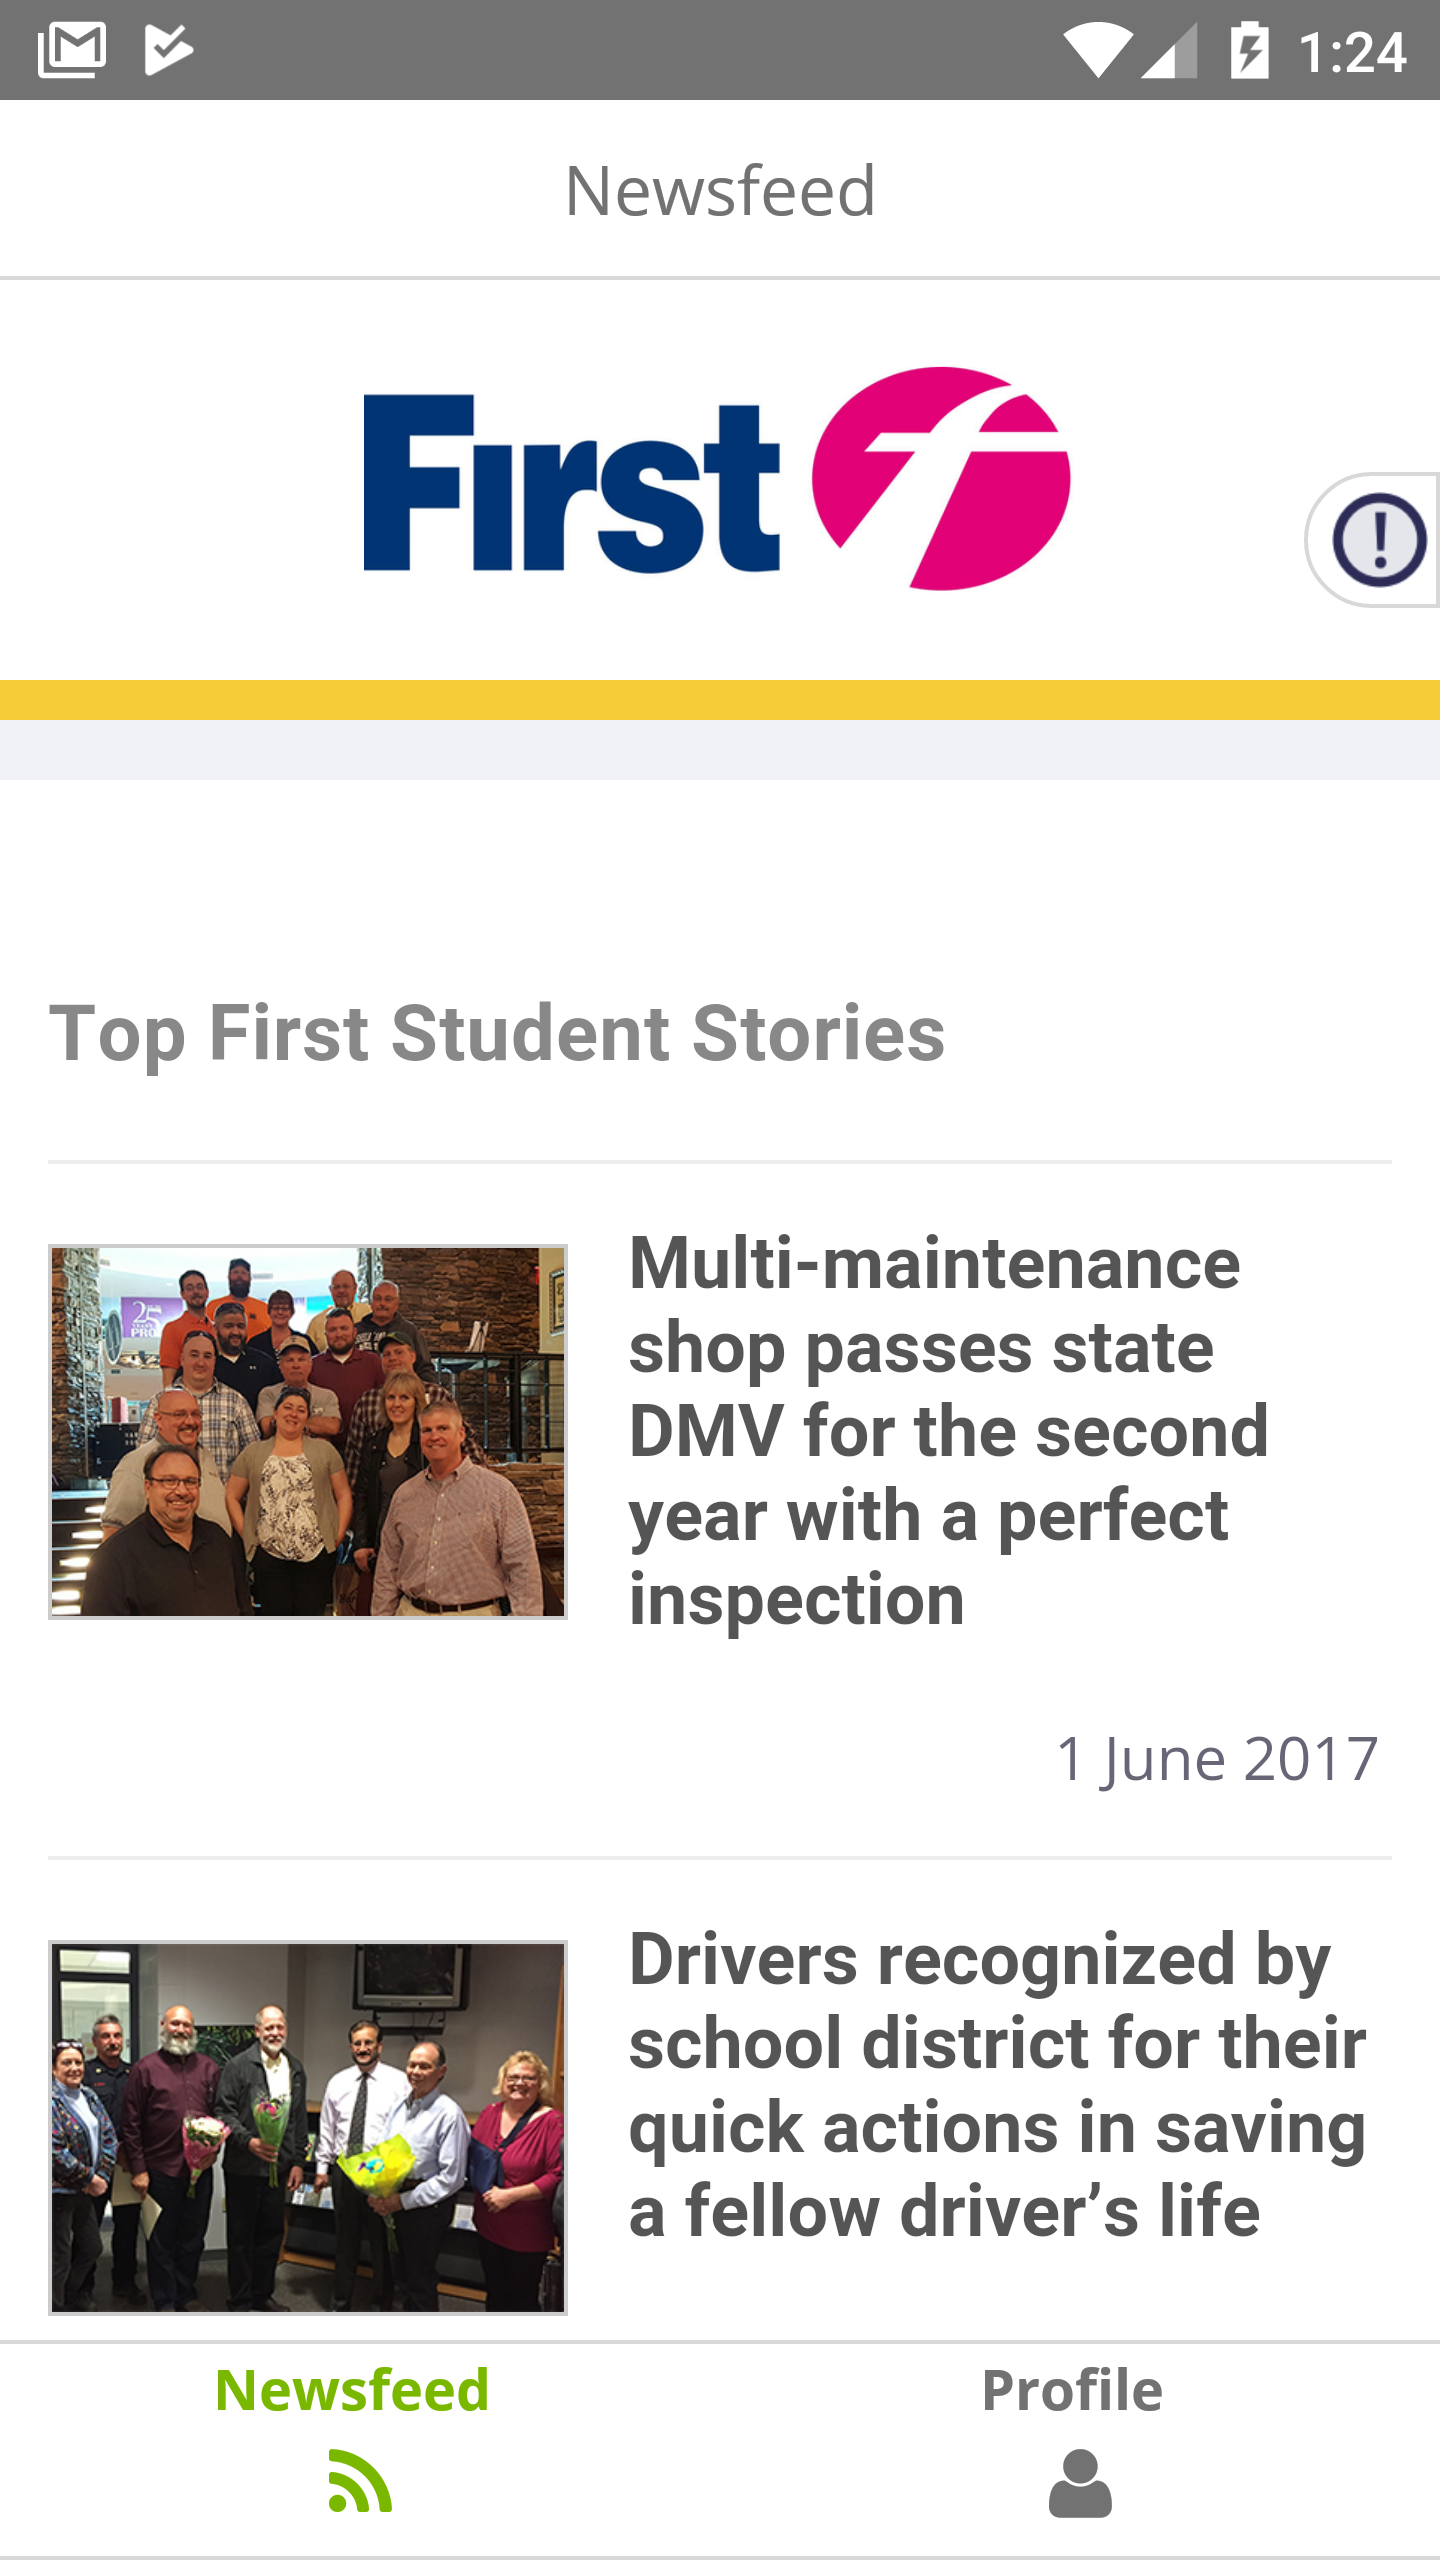 1:24
Newsfeed
First
Top First Student Stories
25
PRO
Multi-maintenance
shop passes state
DMV for the second
year with a perfect
inspection
1 June 2017
Drivers recognized by
school district for their
quick actions in saving
a fellow driver’s life
Newsfeed
Profile